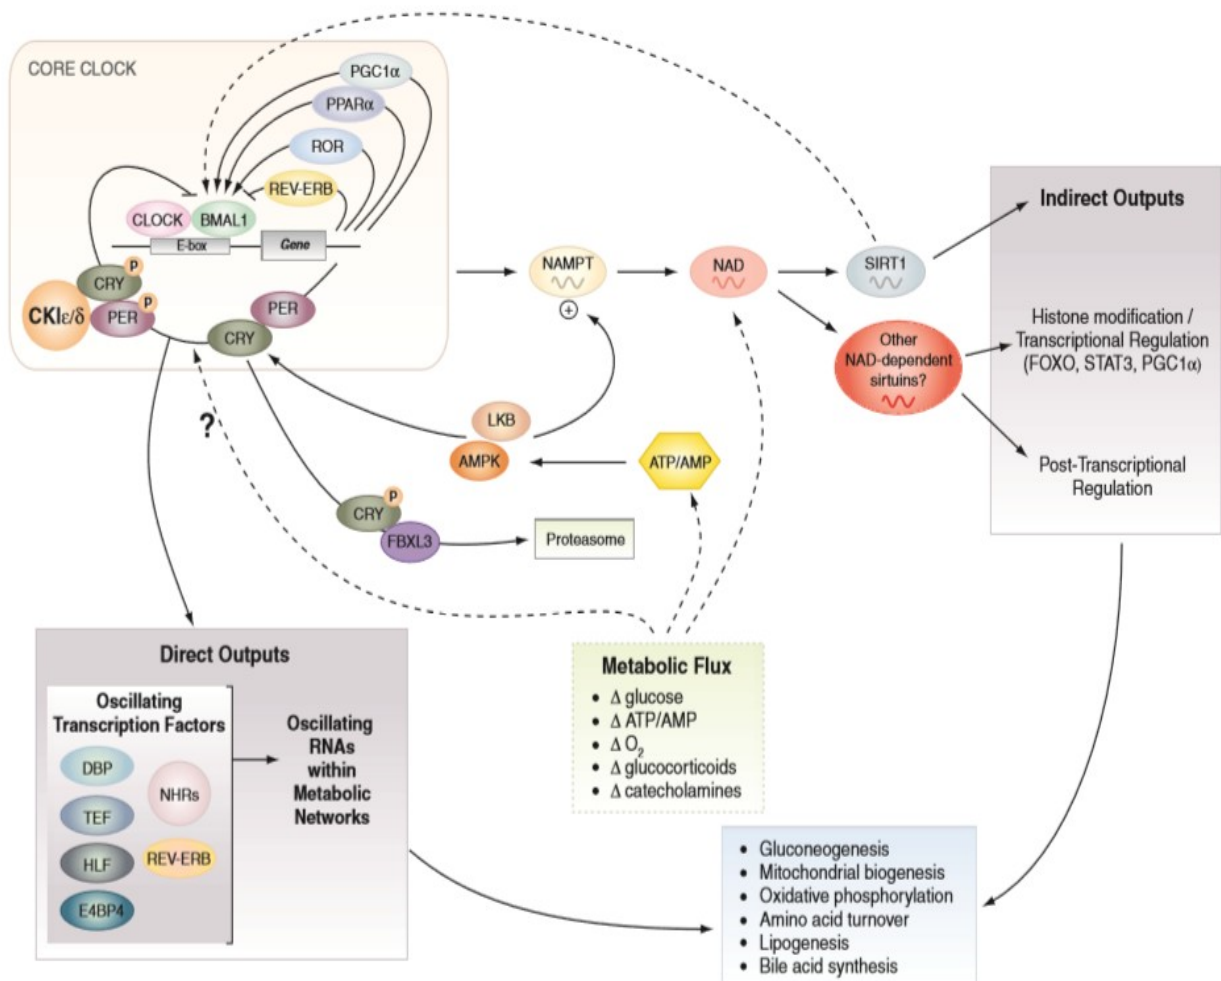 CORE CLOCK
PGC1α
PPARα
ROR
REV-ERB
CLOCK
BMAL1
E-box
Gene
P
CRY
P
CKIε/δ
PER
PER
CRY
NAMPT
+
NAD
SIRT1
Other
NAD-dependent
sirtuins?
Indirect Outputs
Histone modification /
Transcriptional Regulation
(FOXO, STAT3, PGC1α)
Post-Transcriptional
Regulation
?
LKB
AMPK
ATP/AMP
P
CRY
FBXL3
Proteasome
Direct Outputs
Oscillating
Transcription Factors
DBP
TEF
HLF
E4BP4
NHRs
REV-ERB
Oscillating
RNAs
within
Metabolic
Networks
Metabolic Flux
• Δ glucose
• Δ ATP/AMP
• Δ O₂
• Δ glucocorticoids
• Δ catecholamines
• Gluconeogenesis
• Mitochondrial biogenesis
• Oxidative phosphorylation
• Amino acid turnover
• Lipogenesis
• Bile acid synthesis